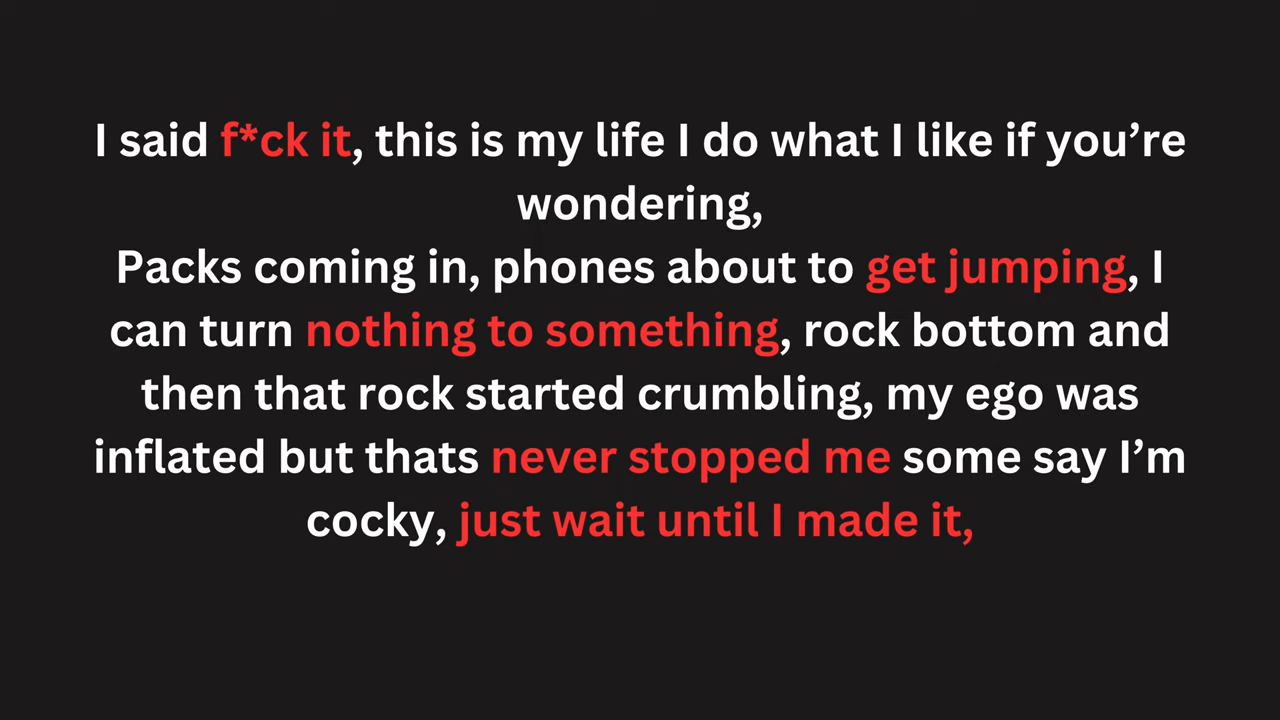 I said f*ck it, this is my life I do what I like if you’re
wondering,
Packs coming in, phones about to get jumping, I
can turn nothing to something, rock bottom and
then that rock started crumbling, my ego was
inflated but thats never stopped me some say I’m
cocky, just wait until I made it,